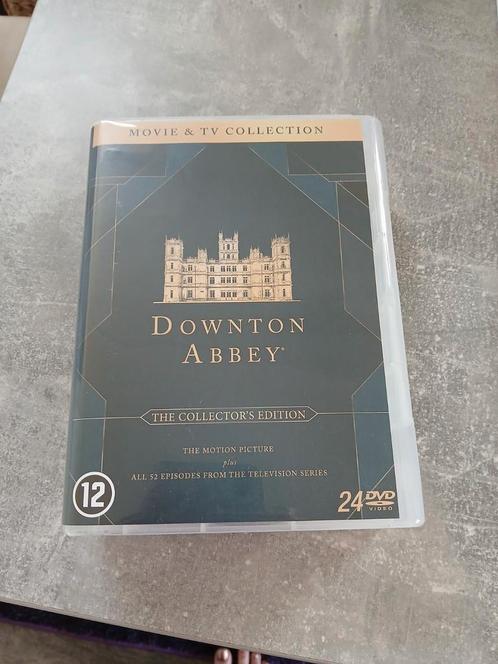 MOVIE & TV COLLECTION
DOWNTON
ABBEY®
THE COLLECTOR'S EDITION
THE MOTION PICTURE
plus
ALL 52 EPISODES FROM THE TELEVISION SERIES
12
24 DVD
VIDEO